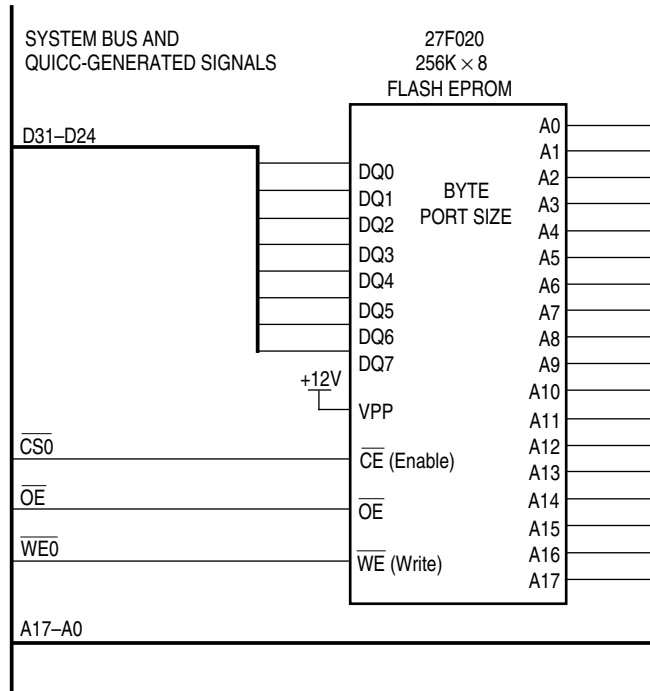 SYSTEM BUS AND
QUICC-GENERATED SIGNALS
27F020
256K × 8
FLASH EPROM
D31–D24
DQ0
DQ1
DQ2
DQ3
DQ4
DQ5
DQ6
DQ7
+12V
VPP
BYTE
PORT SIZE
A0
A1
A2
A3
A4
A5
A6
A7
A8
A9
A10
A11
A12
A13
A14
A15
A16
A17
CS0
CE (Enable)
OE
OE
WE0
WE (Write)
A17–A0